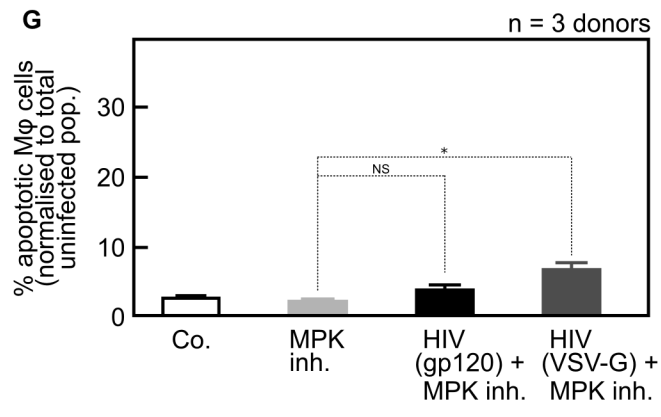 G
n = 3 donors
% apoptotic Mφ cells
(normalised to total
uninfected pop.)
30
20
10
0
*
NS
Co.
MPK
inh.
HIV
(gp120) +
MPK inh.
HIV
(VSV-G) +
MPK inh.